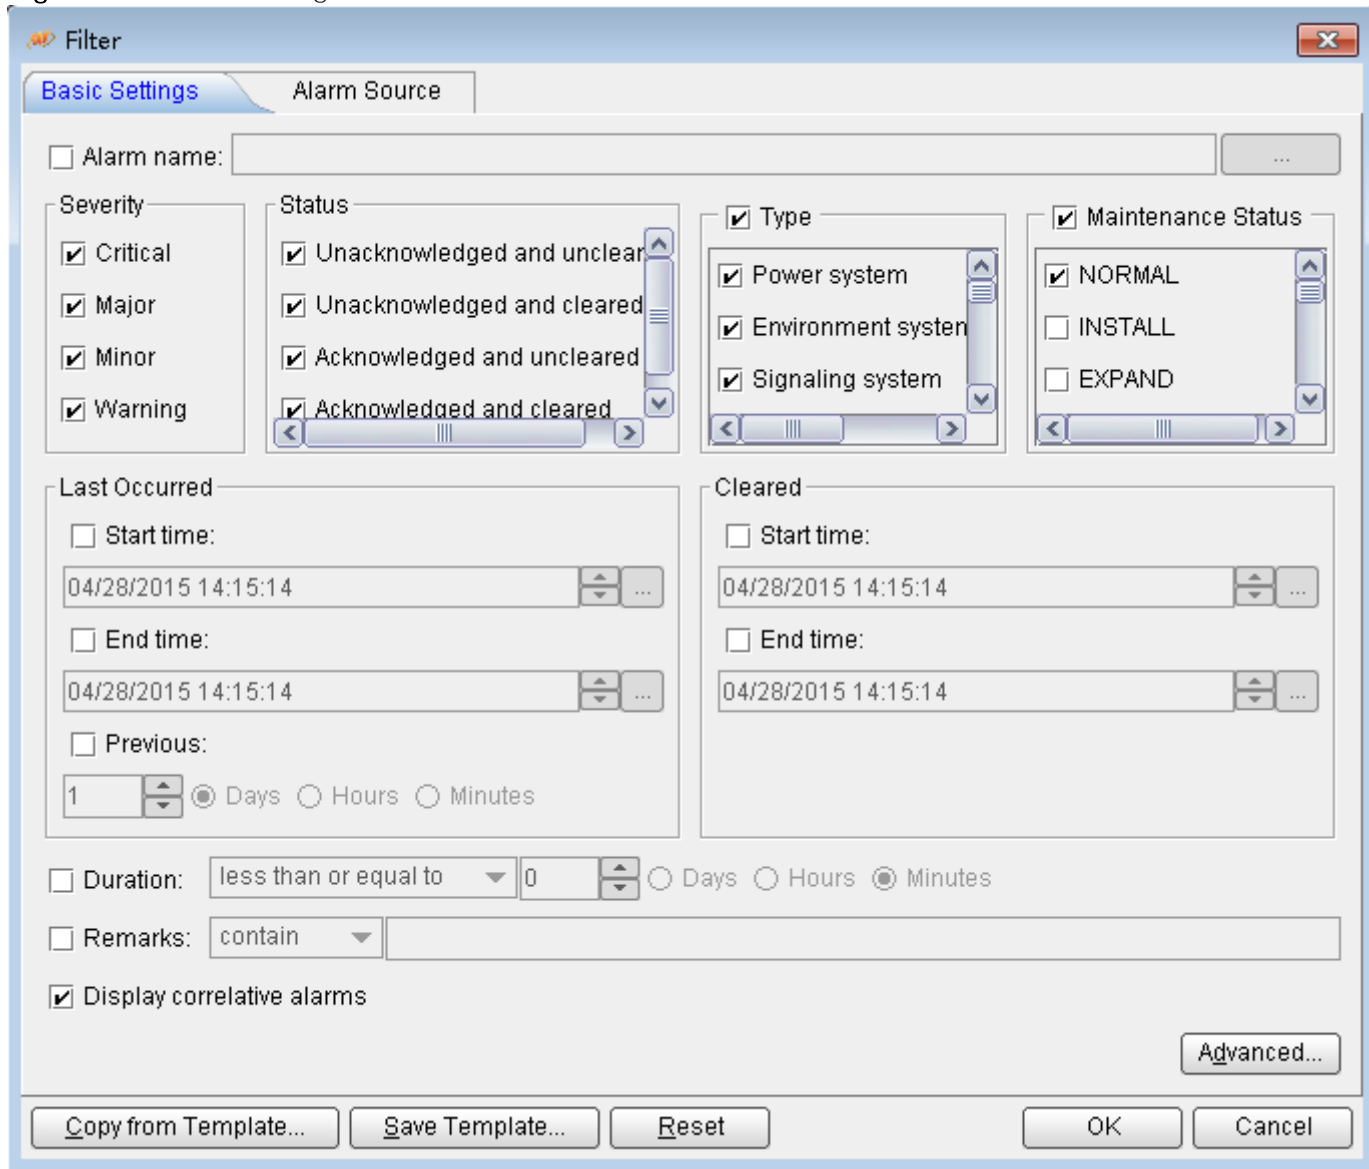 Filter
Basic Settings Alarm Source
Alarm name: ...
Severity Status Type Maintenance Status
Critical Unacknowledged and unclear Power system NORMAL
Major Unacknowledged and cleared Environment system INSTALL
Minor Acknowledged and uncleared Signaling system EXPAND
Warning Acknowledged and cleared
Last Occurred Cleared
Start time: Start time:
04/28/2015 14:15:14 ... 04/28/2015 14:15:14 ...
End time: End time:
04/28/2015 14:15:14 ... 04/28/2015 14:15:14 ...
Previous:
1 Days Hours Minutes
Duration: less than or equal to 0 Days Hours Minutes
Remarks: contain
Display correlative alarms
Advanced...
Copy from Template... Save Template... Reset OK Cancel